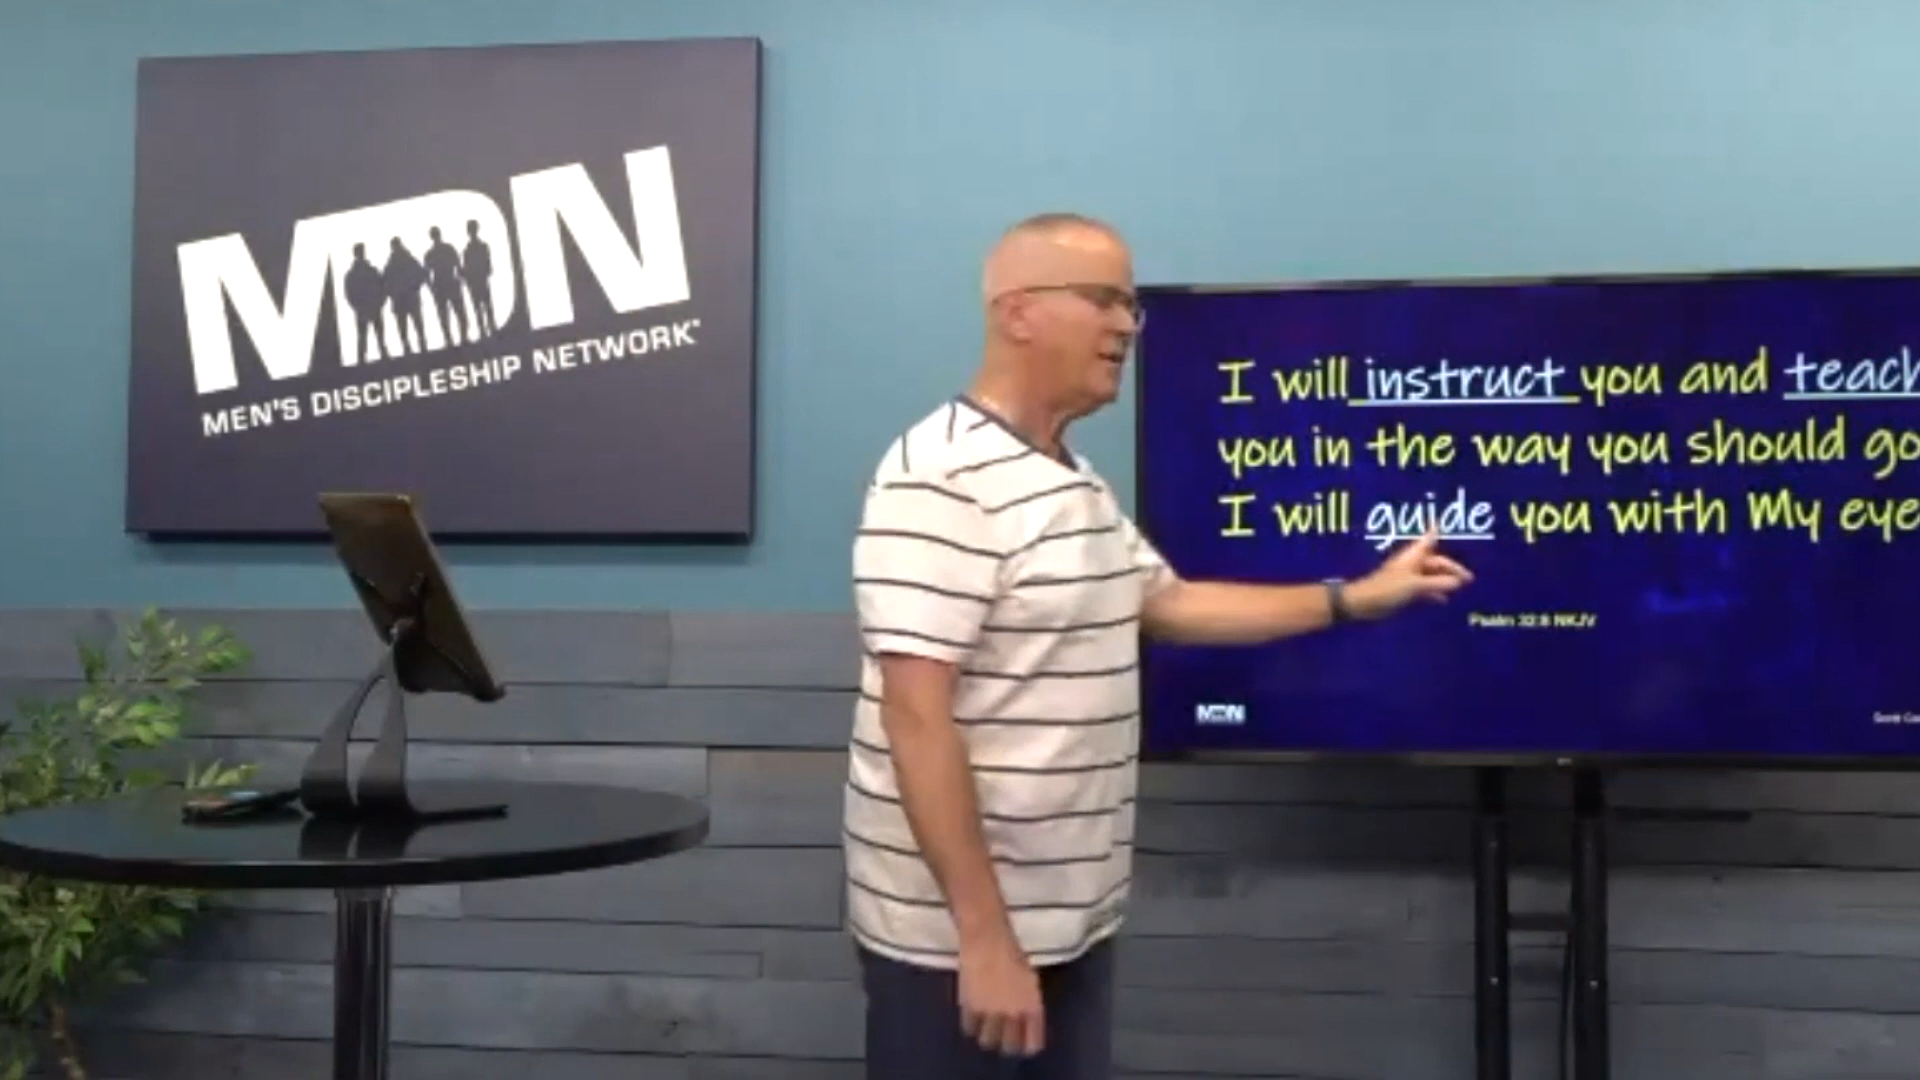 MDN
MEN'S DISCIPLESHIP NETWORK
I will instruct you and teach
you in the way you should go
I will guide you with My eye
Psalm 32:8 NKJV
MDN